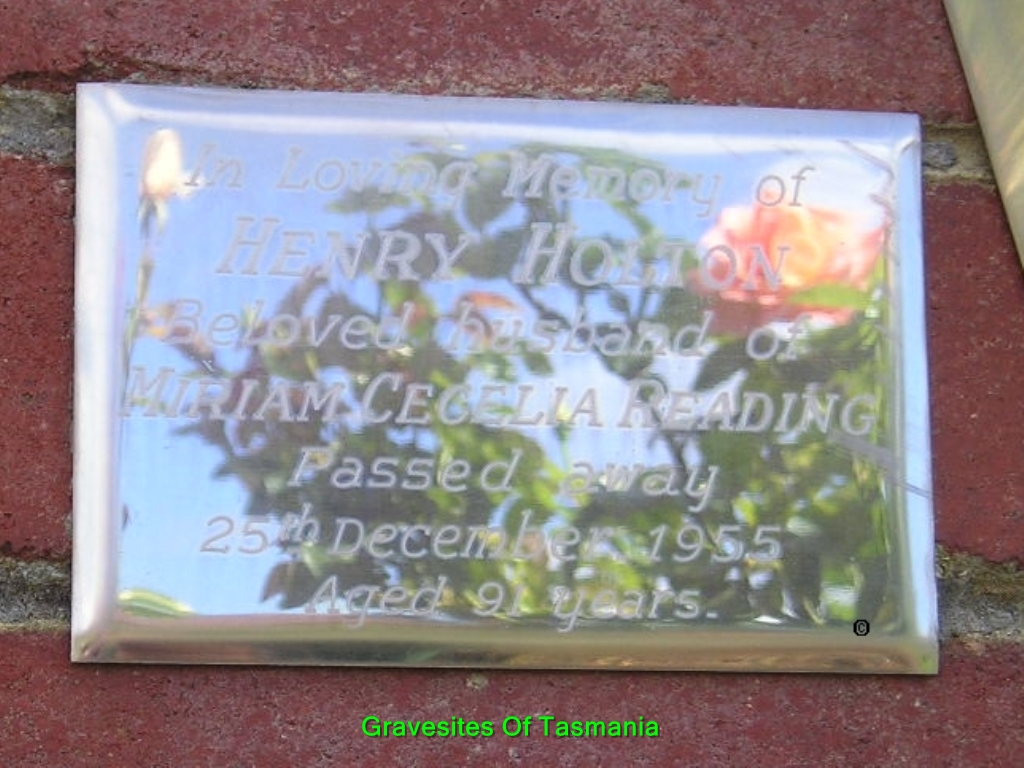 In Loving Memory of
HENRY HOLTON
Beloved husband of
MIRIAM CECELIA READING
Passed away
25th December 1955
Aged 91 years.
©
Gravesites Of Tasmania